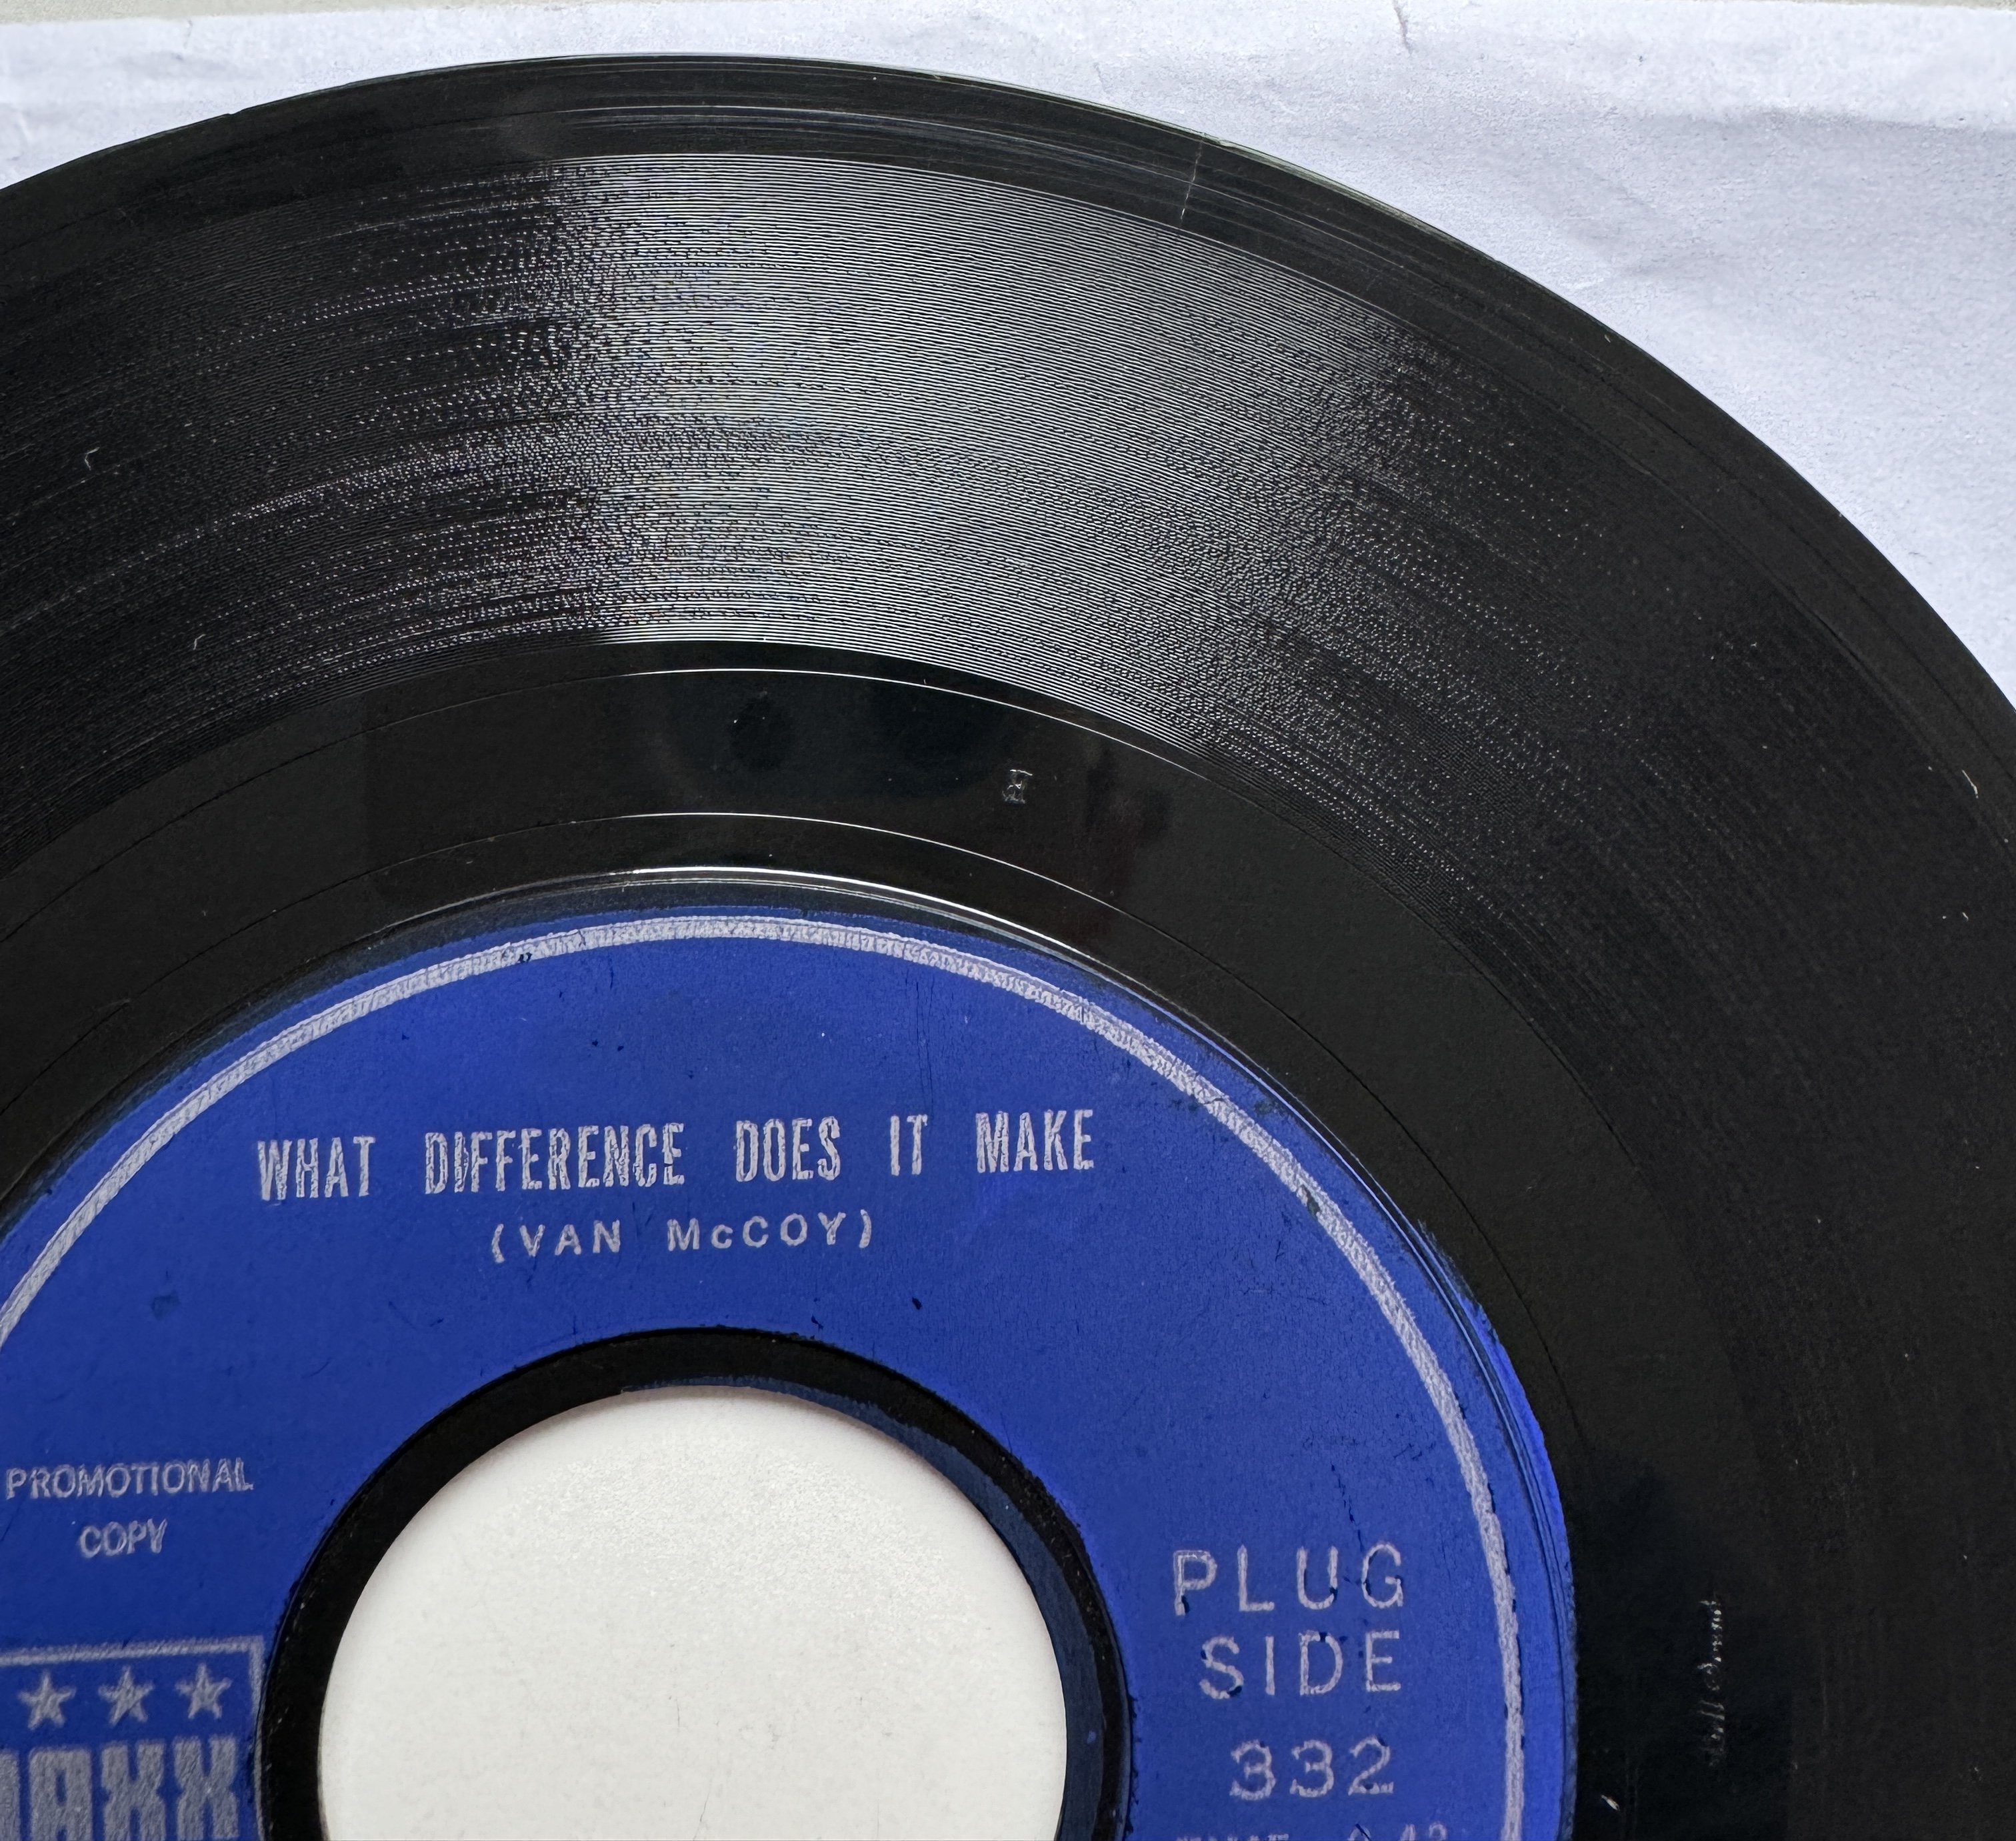 WHAT DIFFERENCE DOES IT MAKE
(VAN McCOY)
PROMOTIONAL
COPY
PLUG
SIDE
332